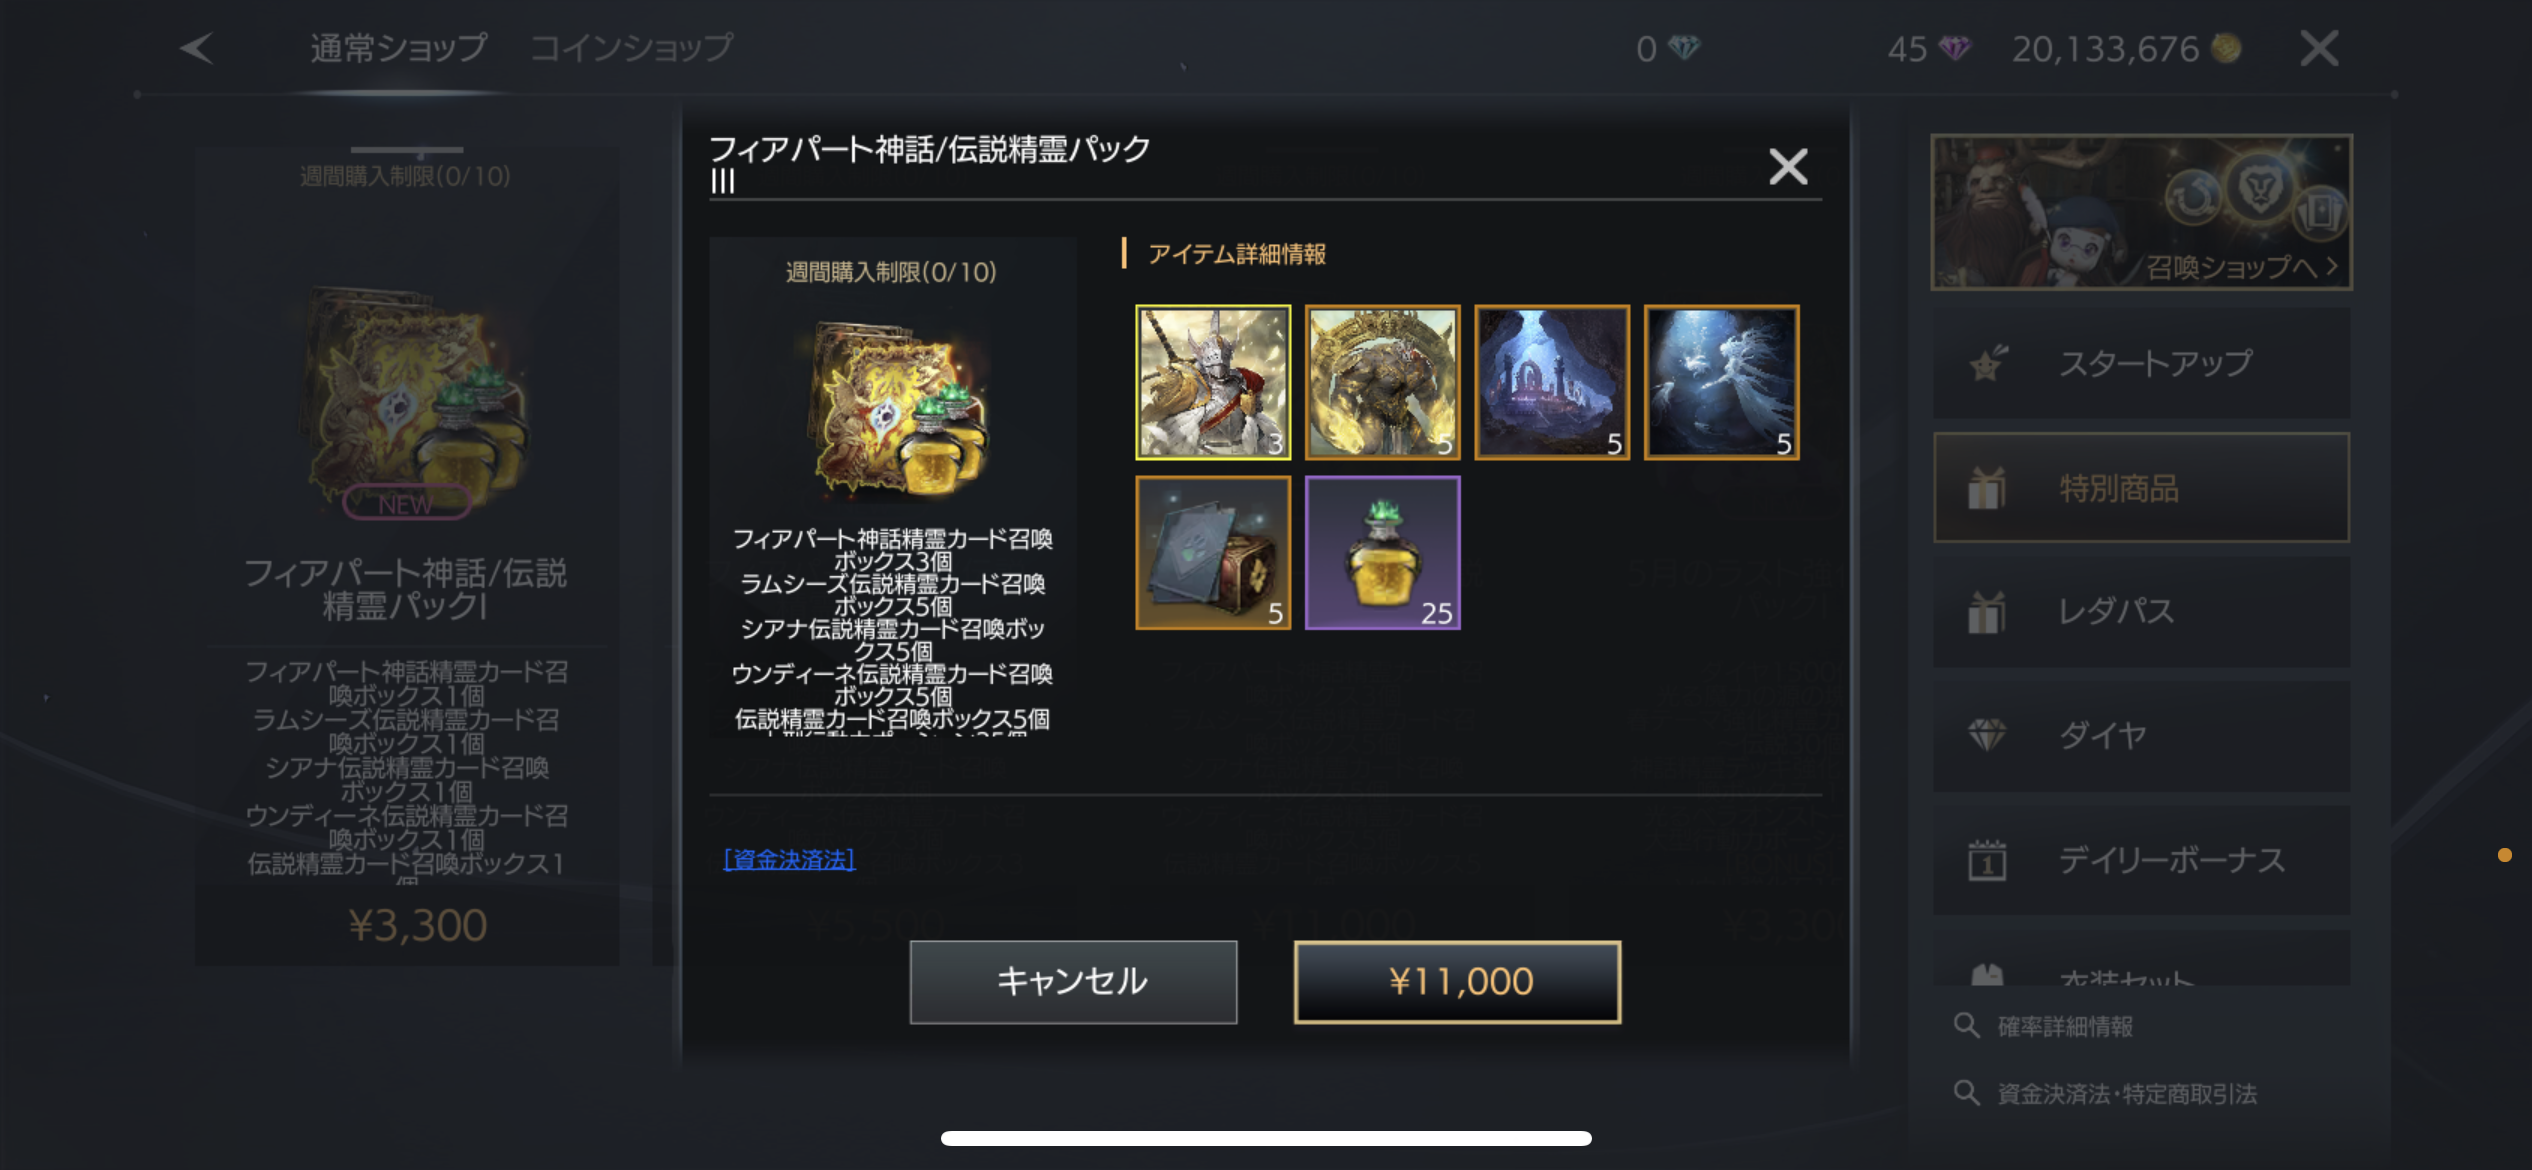 通常ショップ
コインショップ
0
45
20,133,676
週間購入制限(0/10)
NEW
フィアパート神話/伝説
精霊パックI
フィアパート神話精霊カード召
喚ボックス1個
ラムシーズ伝説精霊カード召
喚ボックス1個
シアナ伝説精霊カード召喚
ボックス1個
ウンディーネ伝説精霊カード召
喚ボックス1個
伝説精霊カード召喚ボックス1
個
¥3,300
フィアパート神話/伝説精霊パック
III
週間購入制限(0/10)
フィアパート神話精霊カード召喚
ボックス3個
ラムシーズ伝説精霊カード召喚
ボックス5個
シアナ伝説精霊カード召喚ボッ
クス5個
ウンディーネ伝説精霊カード召喚
ボックス5個
伝説精霊カード召喚ボックス5個
アイテム詳細情報
3
5
5
5
5
25
[資金決済法]
¥5,500
¥11,000
¥3,300
キャンセル
¥11,000
召喚ショップへ
スタートアップ
特別商品
レダパス
ダイヤ
1
デイリーボーナス
衣装セット
確率詳細情報
資金決済法・特定商取引法